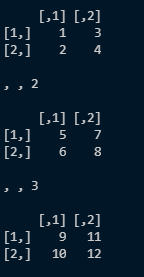 [,1] [,2]
[1,] 1 3
[2,] 2 4
, , 2
[,1] [,2]
[1,] 5 7
[2,] 6 8
, , 3
[,1] [,2]
[1,] 9 11
[2,] 10 12